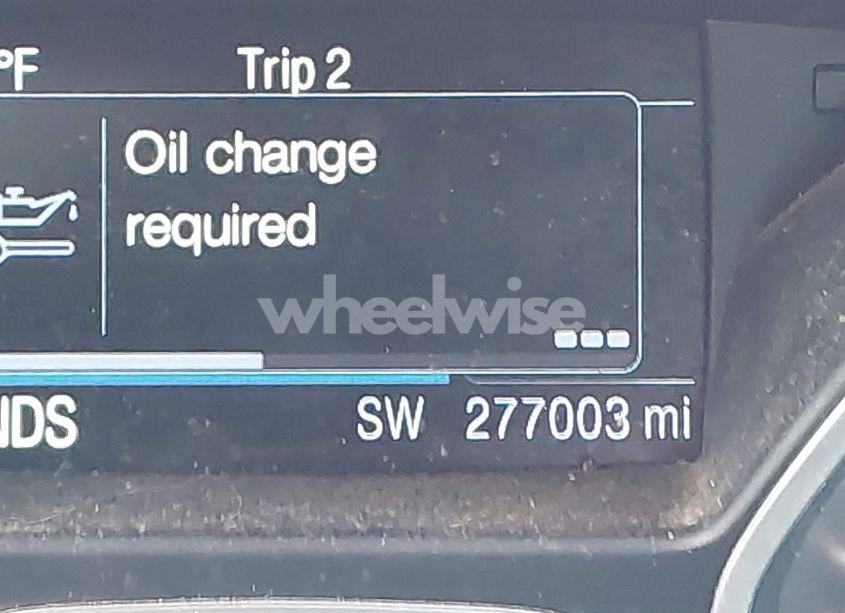 °F Trip 2
Oil change
required
wheelwise
NDS SW 277003 mi